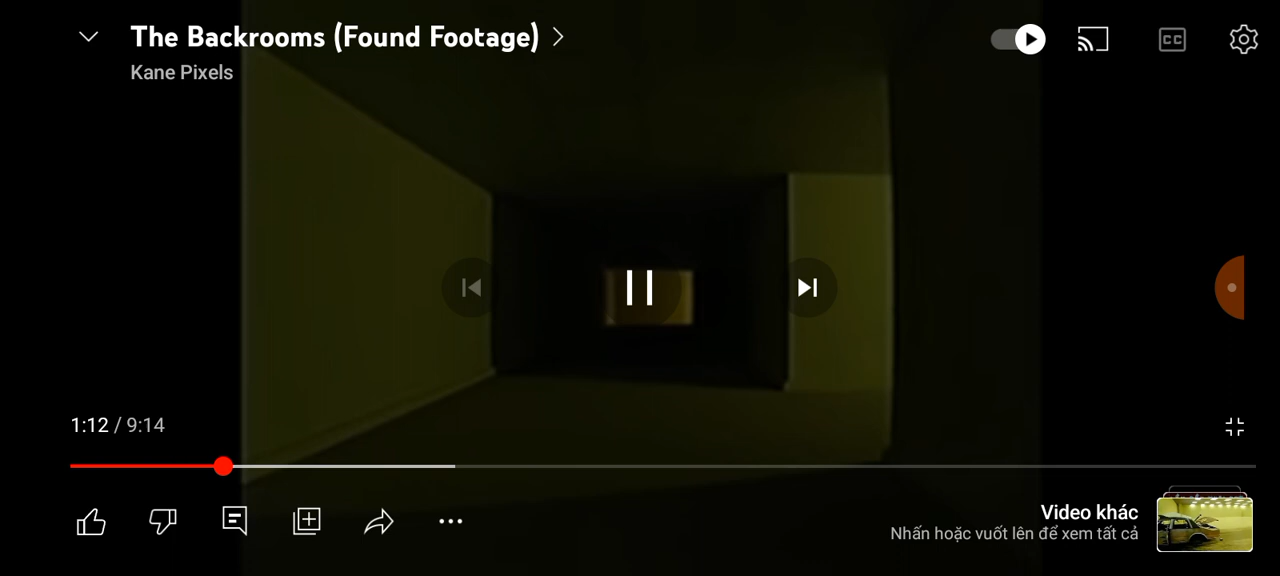 The Backrooms (Found Footage)
Kane Pixels
CC
1:12 / 9:14
Video khác
Nhấn hoặc vuốt lên để xem tất cả